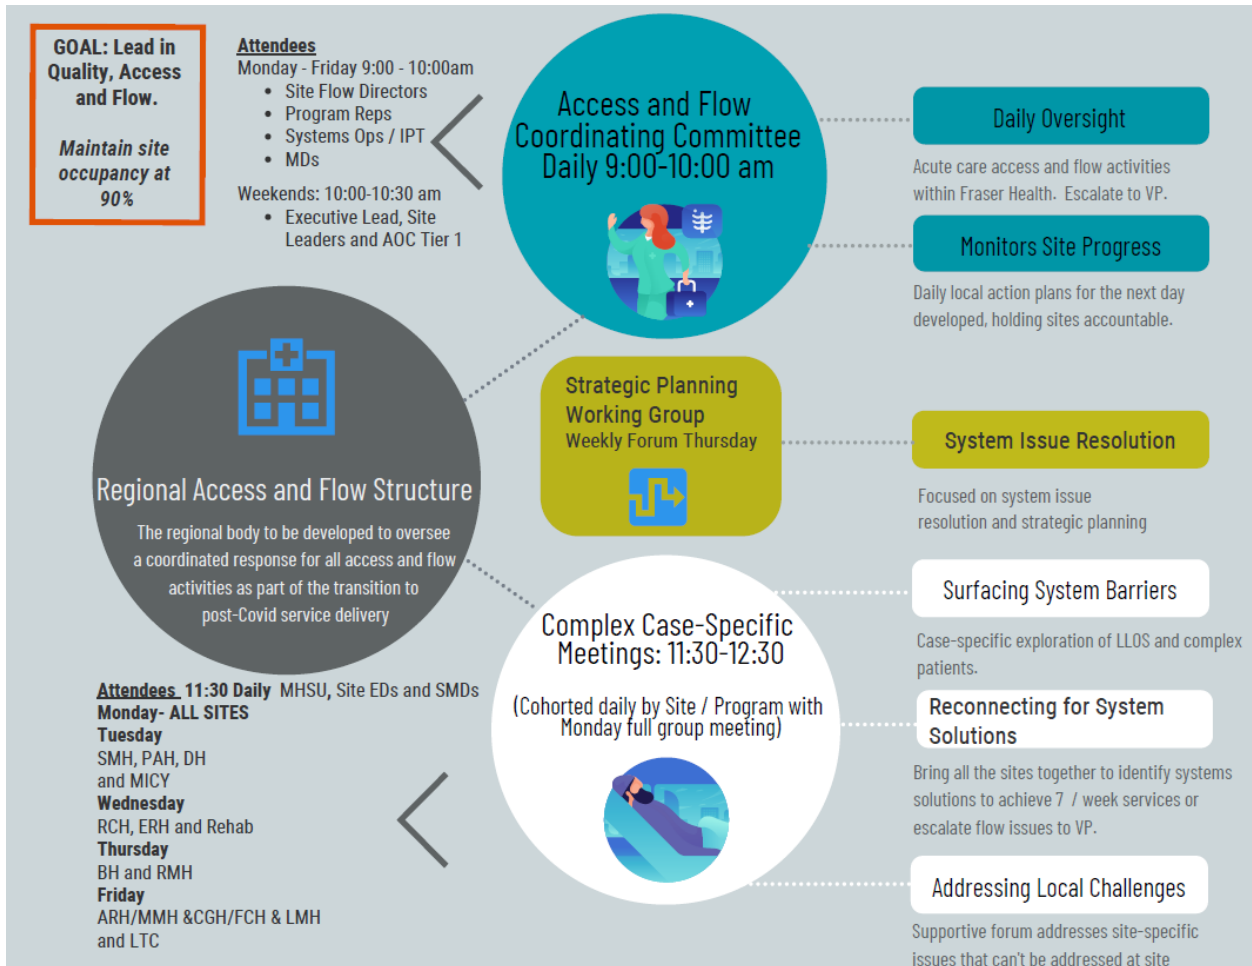 GOAL: Lead in
Quality, Access
and Flow.
Maintain site
occupancy at
90%
Attendees
Monday - Friday 9:00 - 10:00am
• Site Flow Directors
• Program Reps
• Systems Ops / IPT
• MDs
Weekends: 10:00-10:30 am
• Executive Lead, Site
Leaders and AOC Tier 1
Access and Flow
Coordinating Committee
Daily 9:00-10:00 am
Daily Oversight
Acute care access and flow activities
within Fraser Health. Escalate to VP.
Monitors Site Progress
Daily local action plans for the next day
developed, holding sites accountable.
Regional Access and Flow Structure
The regional body to be developed to oversee
a coordinated response for all access and flow
activities as part of the transition to
post-Covid service delivery
Strategic Planning
Working Group
Weekly Forum Thursday
System Issue Resolution
Focused on system issue
resolution and strategic planning
Complex Case-Specific
Meetings: 11:30-12:30
(Cohorted daily by Site / Program with
Monday full group meeting)
Surfacing System Barriers
Case-specific exploration of LLOS and complex
patients.
Reconnecting for System
Solutions
Bring all the sites together to identify systems
solutions to achieve 7 / week services or
escalate flow issues to VP.
Addressing Local Challenges
Supportive forum addresses site-specific
issues that can't be addressed at site
Attendees 11:30 Daily MHSU, Site EDs and SMDs
Monday- ALL SITES
Tuesday
SMH, PAH, DH
and MICY
Wednesday
RCH, ERH and Rehab
Thursday
BH and RMH
Friday
ARH/MMH &CGH/FCH & LMH
and LTC